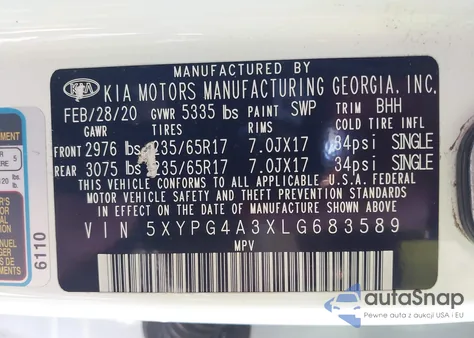 MANUFACTURED BY
KIA KIA MOTORS MANUFACTURING GEORGIA, INC.
FEB/28/20 GVWR 5335 lbs PAINT SWP TRIM BHH
GAWR TIRES RIMS COLD TIRE INFLATION
FRONT 2976 lbs 235/65R17 7.0JX17 34psi SINGLE
REAR 3075 lbs 235/65R17 7.0JX17 34psi SINGLE
THIS VEHICLE CONFORMS TO ALL APPLICABLE U.S.A. FEDERAL
MOTOR VEHICLE SAFETY AND THEFT PREVENTION STANDARDS
IN EFFECT ON THE DATE OF MANUFACTURE SHOWN ABOVE.
VIN 5XYPG4A3XLG683589
MPV
6110
autaSnap
Pewne auta z aukcji USA i EU